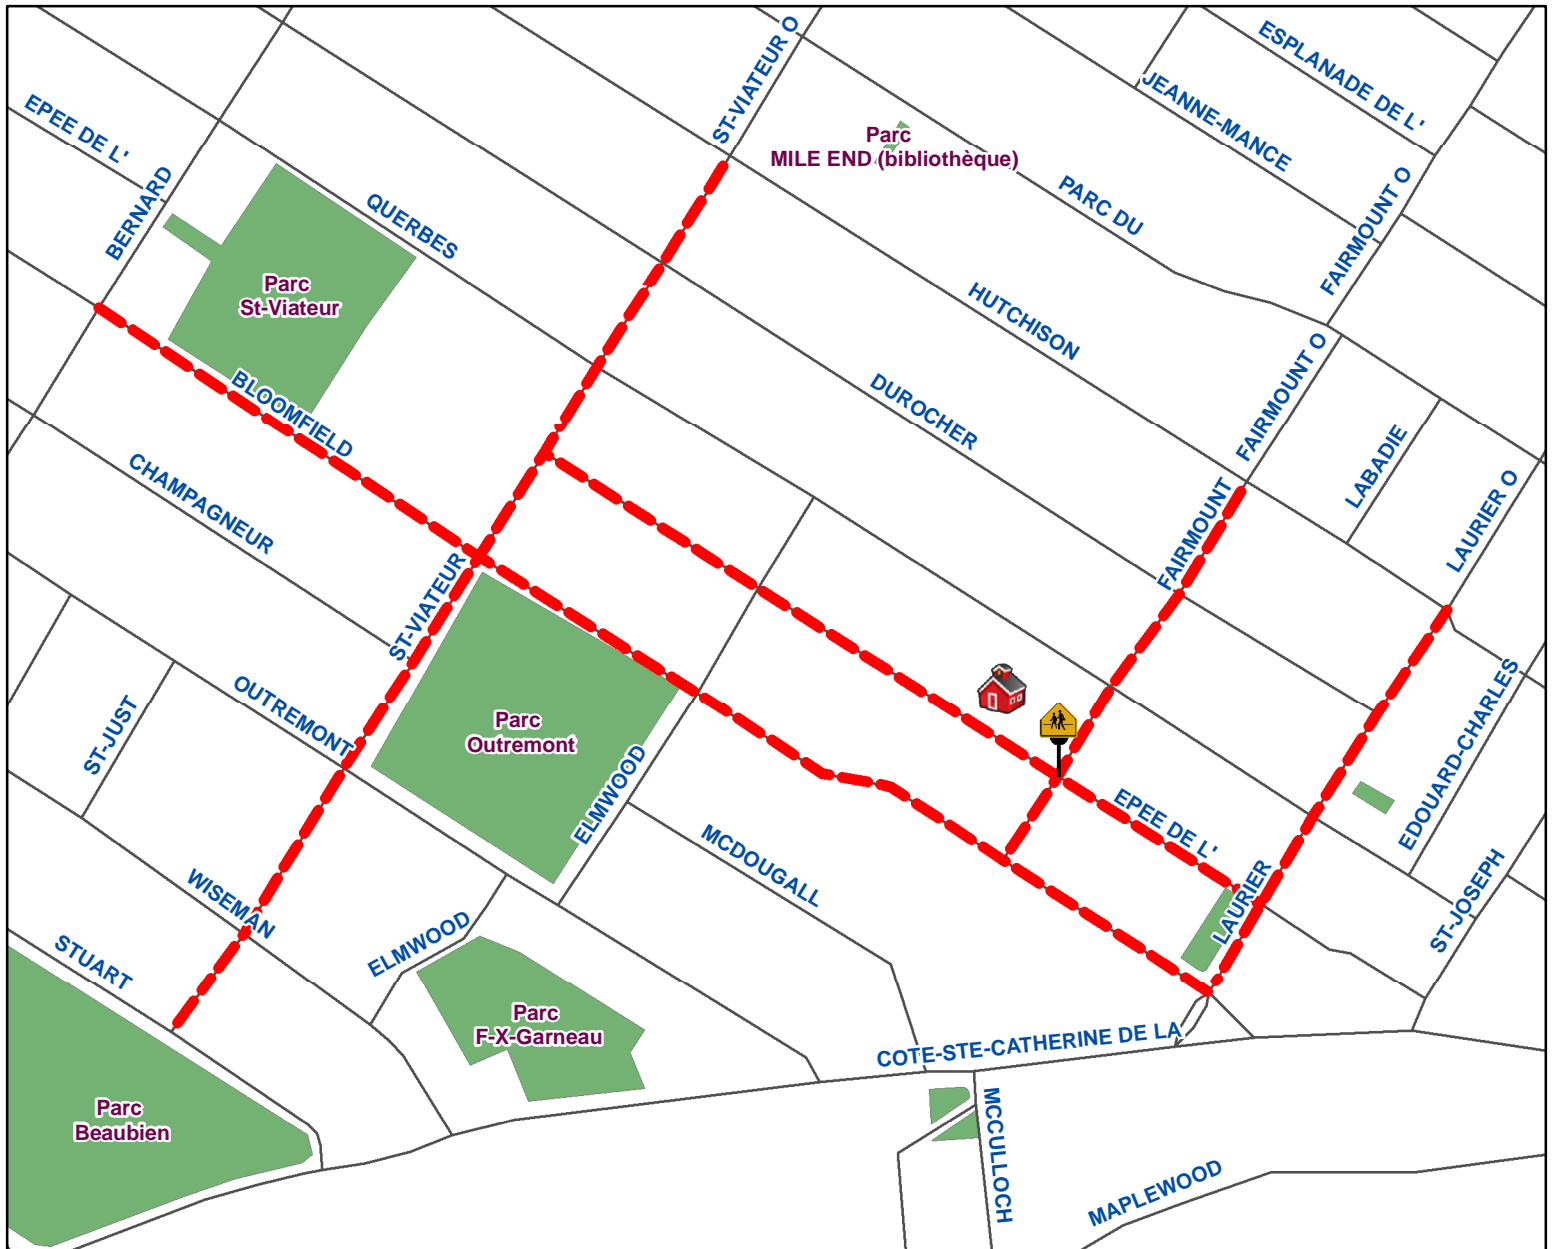 ST-VIATEUR O
ESPLANADE DE L'
JEANNE-MANCE
EPEE DE L'
Parc
MILE END (bibliothèque)
BERNARD
QUERBES
PARC DU
FAIRMOUNT O
Parc
St-Viateur
HUTCHISON
FAIRMOUNT O
BLOOMFIELD
DUROCHER
LABADIE
CHAMPAGNEUR
LAURIER O
FAIRMOUNT
ST-VIATEUR
OUTREMONT
ST-JUST
Parc
Outremont
EDOUARD-CHARLES
ELMWOOD
EPEE DE L'
MCDOUGALL
LAURIER
ST-JOSEPH
WISEMAN
ELMWOOD
STUART
Parc
F-X-Garneau
COTE-STE-CATHERINE DE LA
Parc
Beaubien
MCCULLOCH
MAPLEWOOD